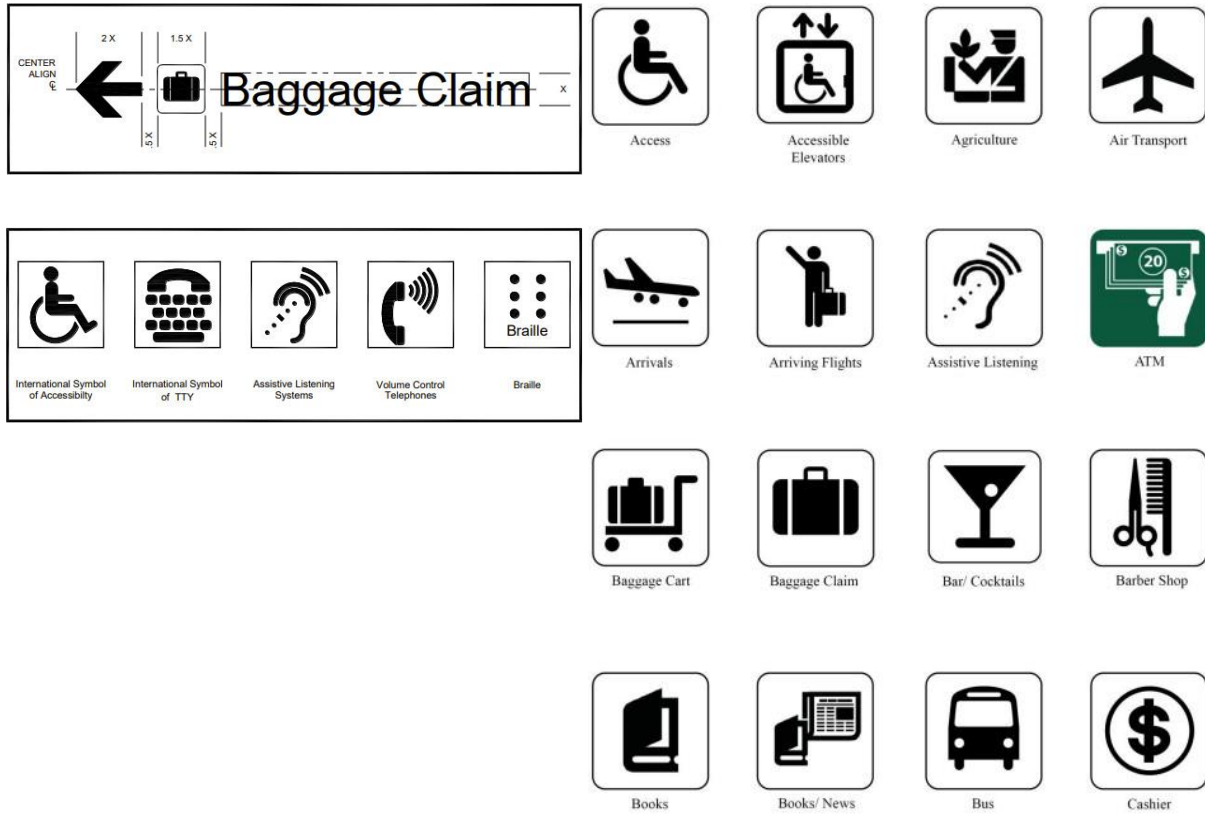 2 X
1.5 X
CENTER
ALIGN
℄
Baggage Claim
X
.5 X
.5 X
International Symbol
of Accessibilty
International Symbol
of TTY
Assistive Listening
Systems
Volume Control
Telephones
Braille
Braille
Access
Accessible
Elevators
Agriculture
Air Transport
Arrivals
Arriving Flights
Assistive Listening
$ 20 $
ATM
Baggage Cart
Baggage Claim
Bar/ Cocktails
Barber Shop
Books
Books/ News
Bus
$
Cashier